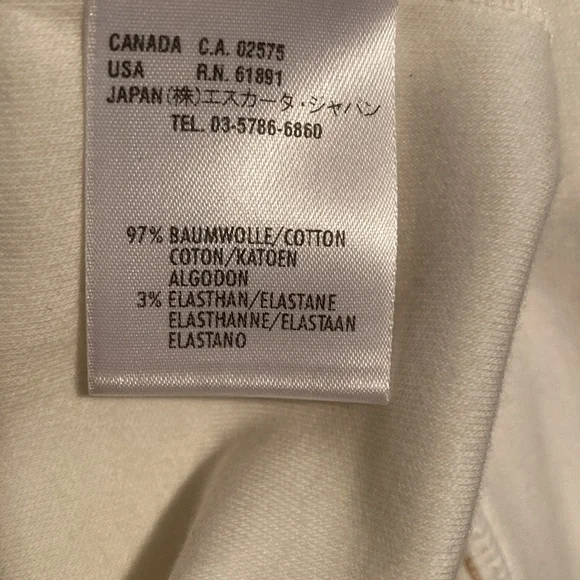 CANADA C.A. 02575
USA R.N. 61891
JAPAN (株)エスカータ・ジャパン
TEL. 03-5786-6860
97% BAUMWOLLE/COTTON
COTON/KATOEN
ALGODON
3% ELASTHAN/ELASTANE
ELASTHANNE/ELASTAAN
ELASTANO